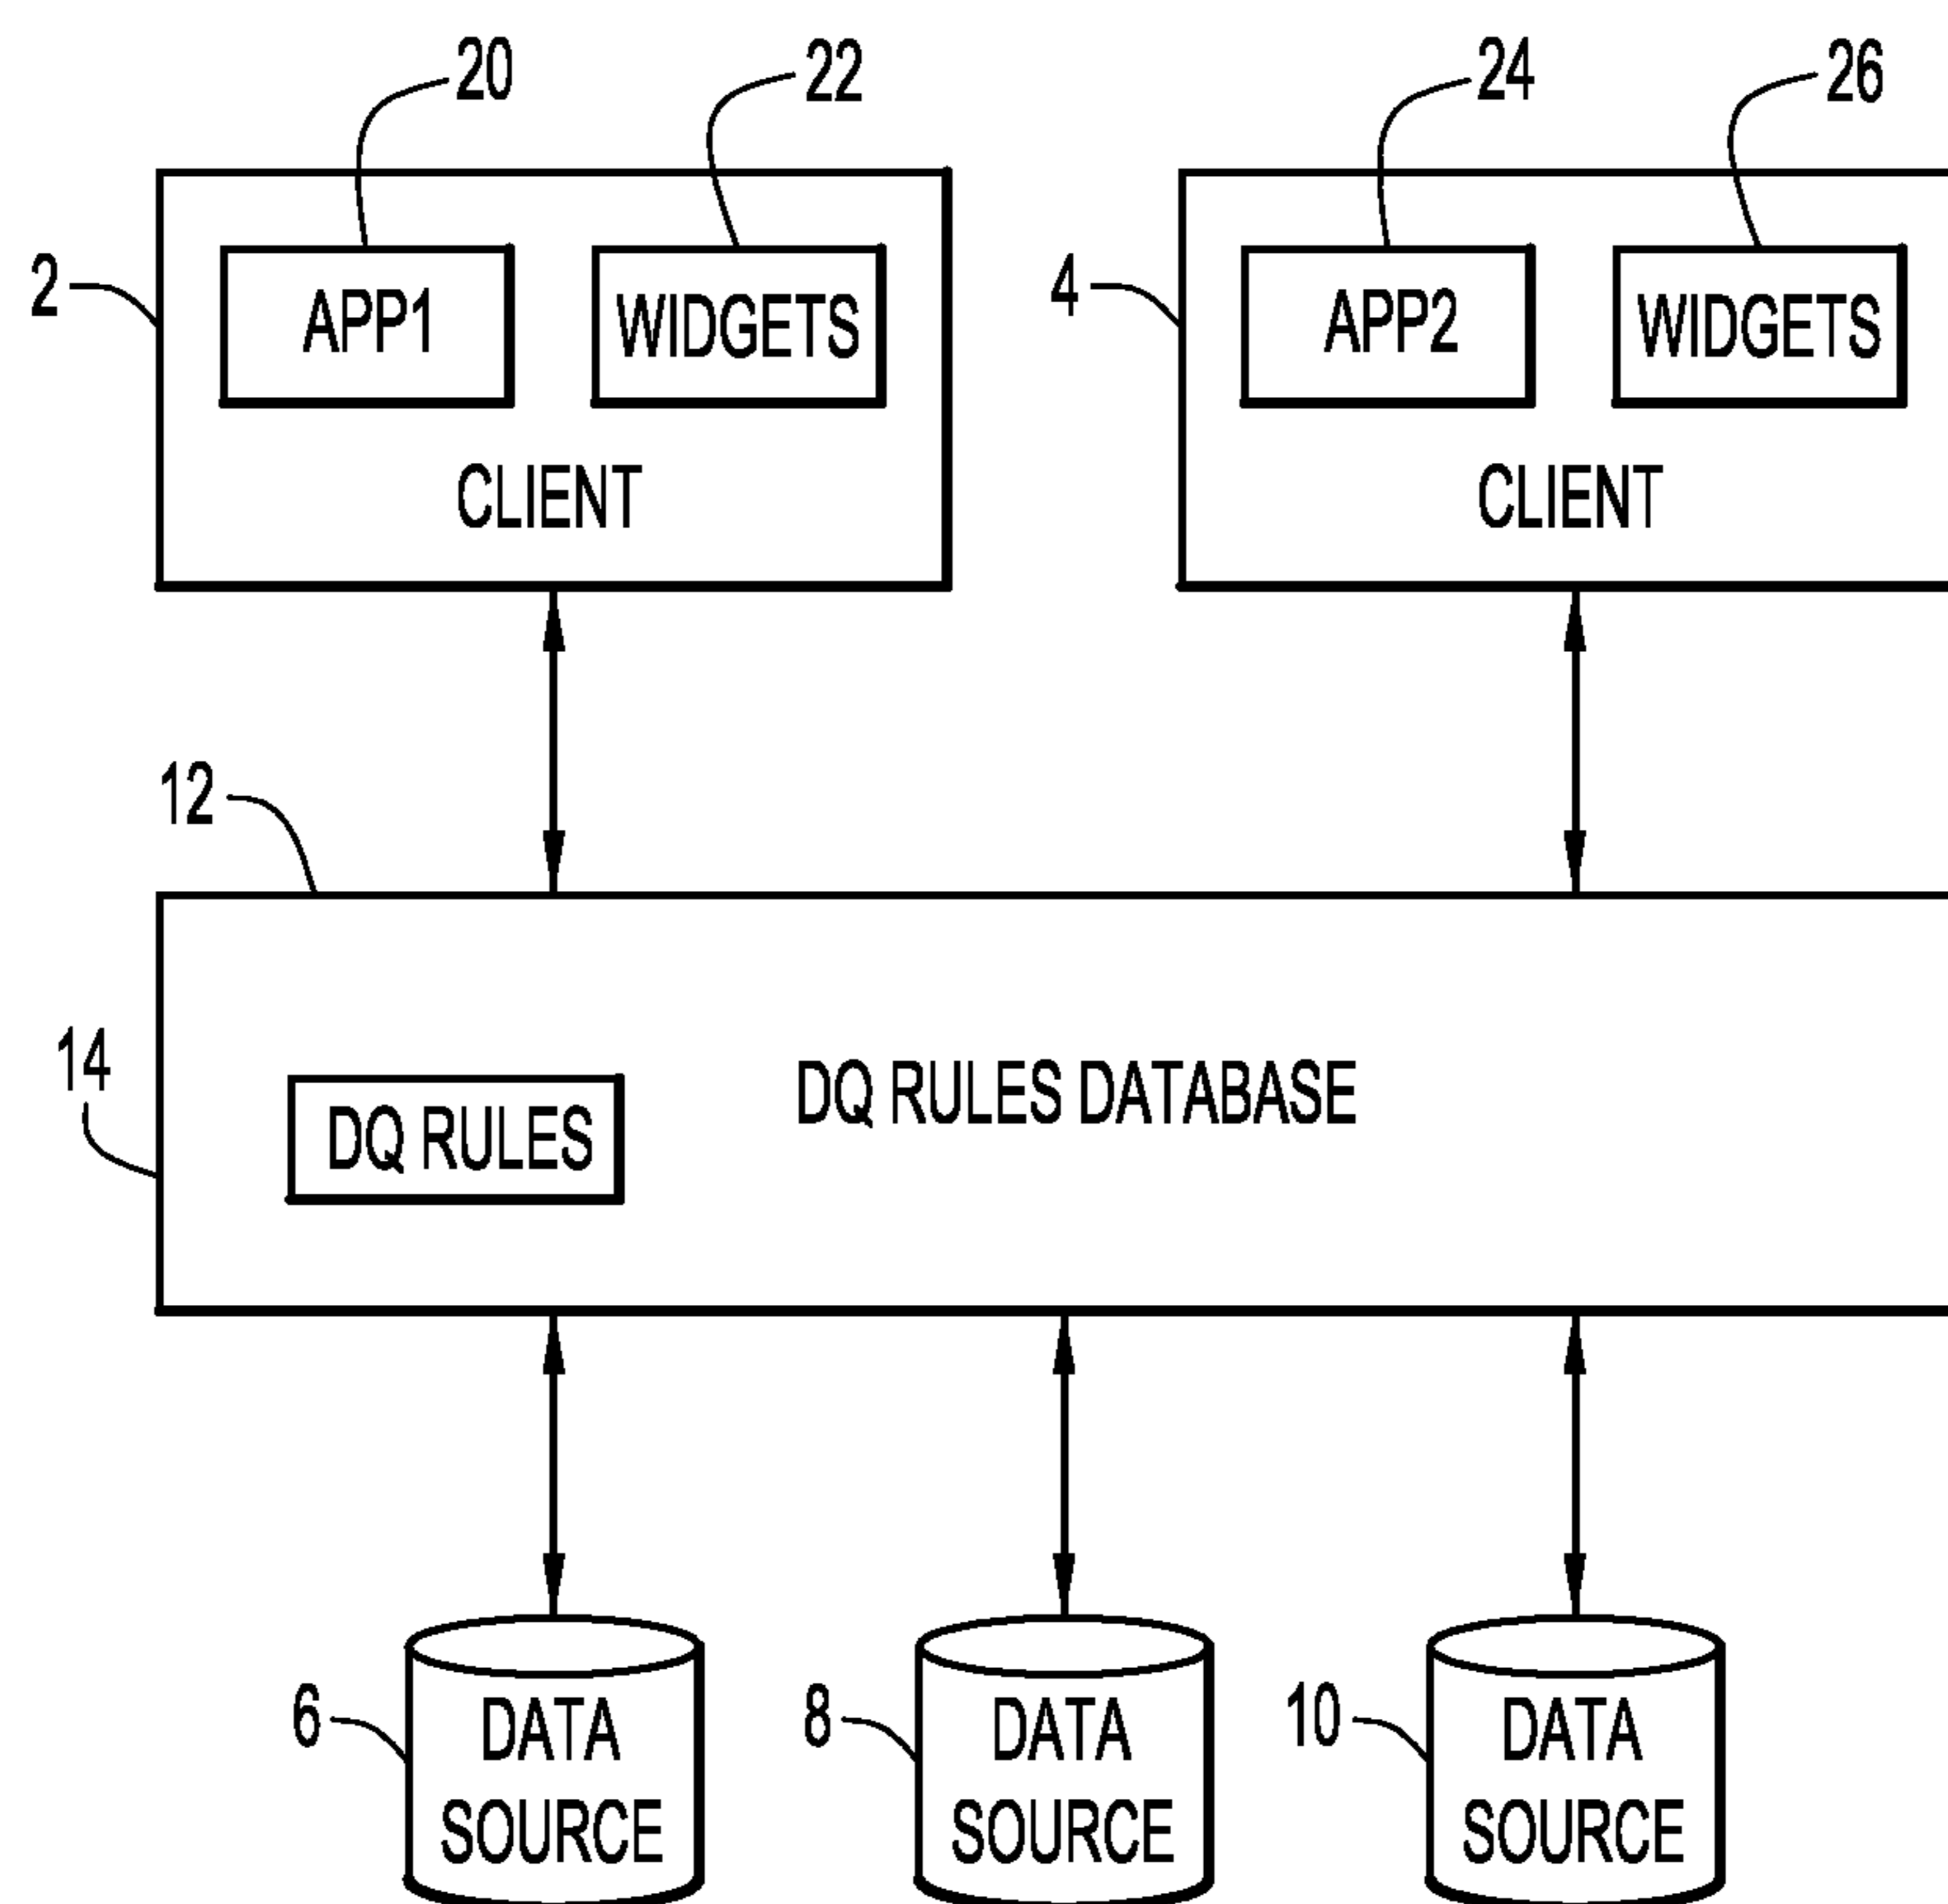 20 22 24 26
2 4
APP1 WIDGETS APP2 WIDGETS
CLIENT CLIENT
12
14
DQ RULES DATABASE
DQ RULES
6 8 10
DATA DATA DATA
SOURCE SOURCE SOURCE